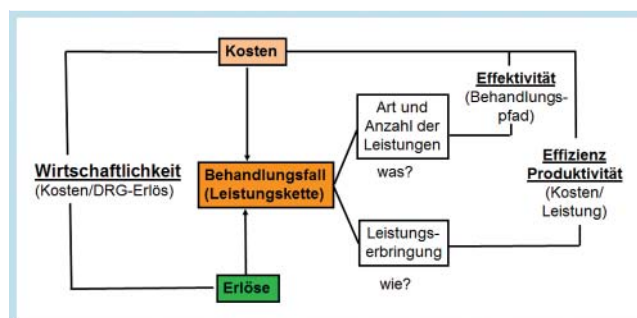 Kosten
Effektivität
(Behandlungs-
pfad)
Art und
Anzahl der
Leistungen
was?
Wirtschaftlichkeit
(Kosten/DRG-Erlös)
Behandlungsfall
(Leistungskette)
Effizienz
Produktivität
(Kosten/
Leistung)
Leistungs-
erbringung
wie?
Erlöse